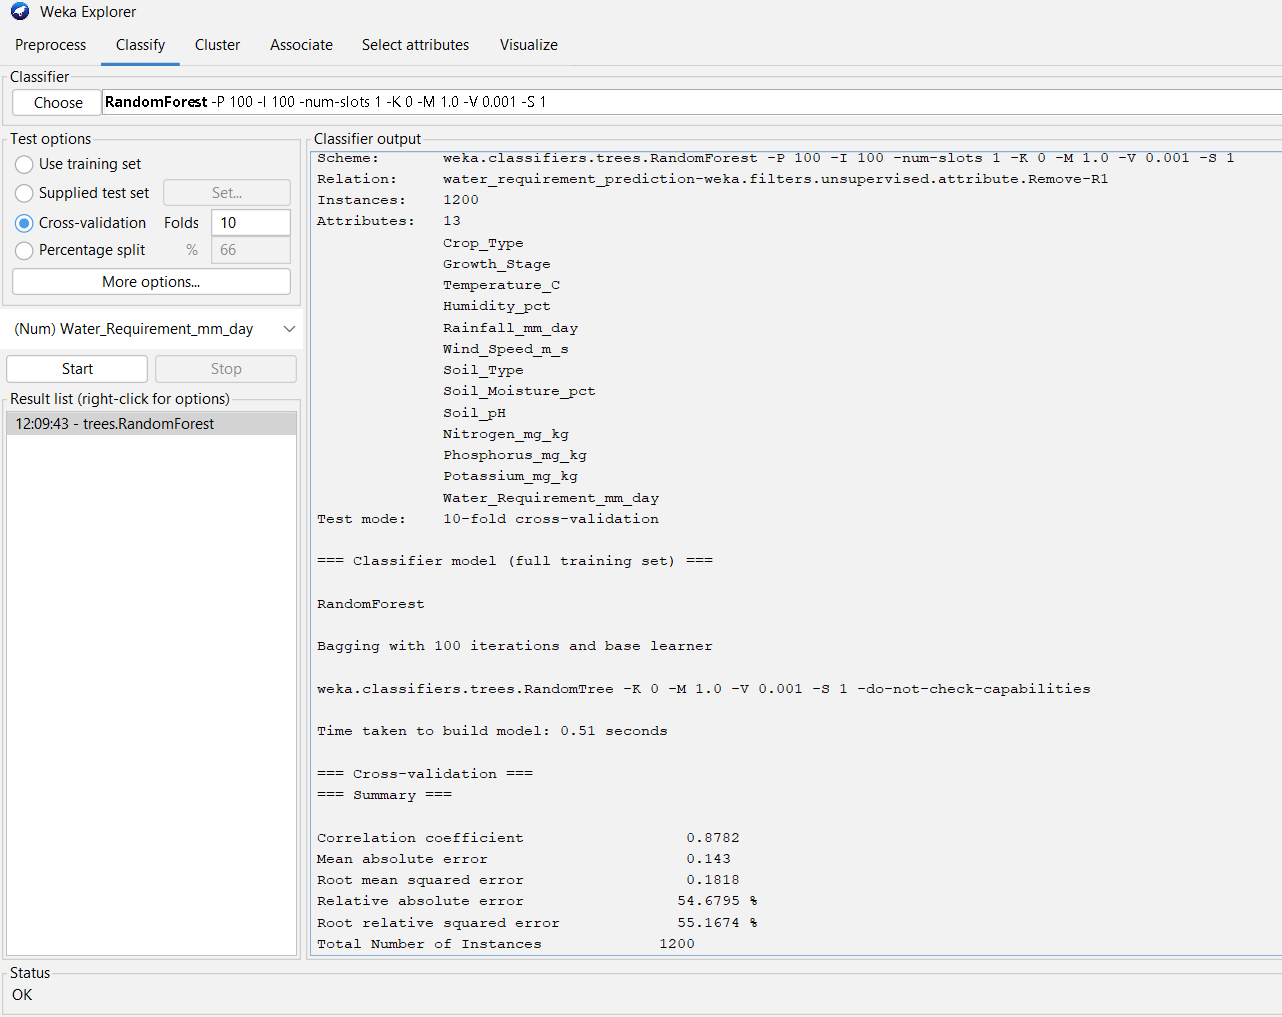 Weka Explorer
Preprocess Classify Cluster Associate Select attributes Visualize
Classifier
Choose RandomForest -P 100 -I 100 -num-slots 1 -K 0 -M 1.0 -V 0.001 -S 1
Test options
Use training set
Supplied test set Set...
Cross-validation Folds 10
Percentage split % 66
More options...
(Num) Water_Requirement_mm_day
Start Stop
Result list (right-click for options)
12:09:43 - trees.RandomForest
Classifier output
Scheme: weka.classifiers.trees.RandomForest -P 100 -I 100 -num-slots 1 -K 0 -M 1.0 -V 0.001 -S 1
Relation: water_requirement_prediction-weka.filters.unsupervised.attribute.Remove-R1
Instances: 1200
Attributes: 13
Crop_Type
Growth_Stage
Temperature_C
Humidity_pct
Rainfall_mm_day
Wind_Speed_m_s
Soil_Type
Soil_Moisture_pct
Soil_pH
Nitrogen_mg_kg
Phosphorus_mg_kg
Potassium_mg_kg
Water_Requirement_mm_day
Test mode: 10-fold cross-validation
=== Classifier model (full training set) ===
RandomForest
Bagging with 100 iterations and base learner
weka.classifiers.trees.RandomTree -K 0 -M 1.0 -V 0.001 -S 1 -do-not-check-capabilities
Time taken to build model: 0.51 seconds
=== Cross-validation ===
=== Summary ===
Correlation coefficient 0.8782
Mean absolute error 0.143
Root mean squared error 0.1818
Relative absolute error 54.6795 %
Root relative squared error 55.1674 %
Total Number of Instances 1200
Status
OK